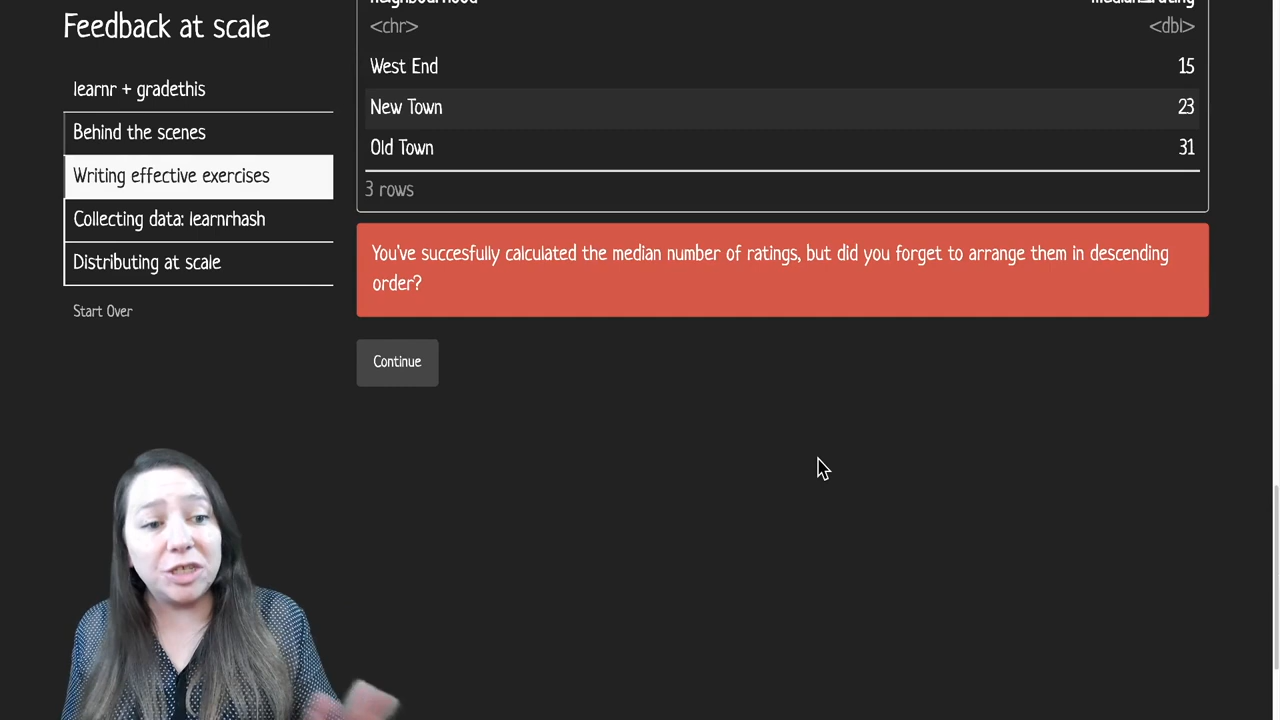 Feedback at scale
learnr + gradethis
Behind the scenes
Writing effective exercises
Collecting data: learnrhash
Distributing at scale
Start Over
<chr> <dbl>
West End 15
New Town 23
Old Town 31
3 rows
You've succesfully calculated the median number of ratings, but did you forget to arrange them in descending
order?
Continue